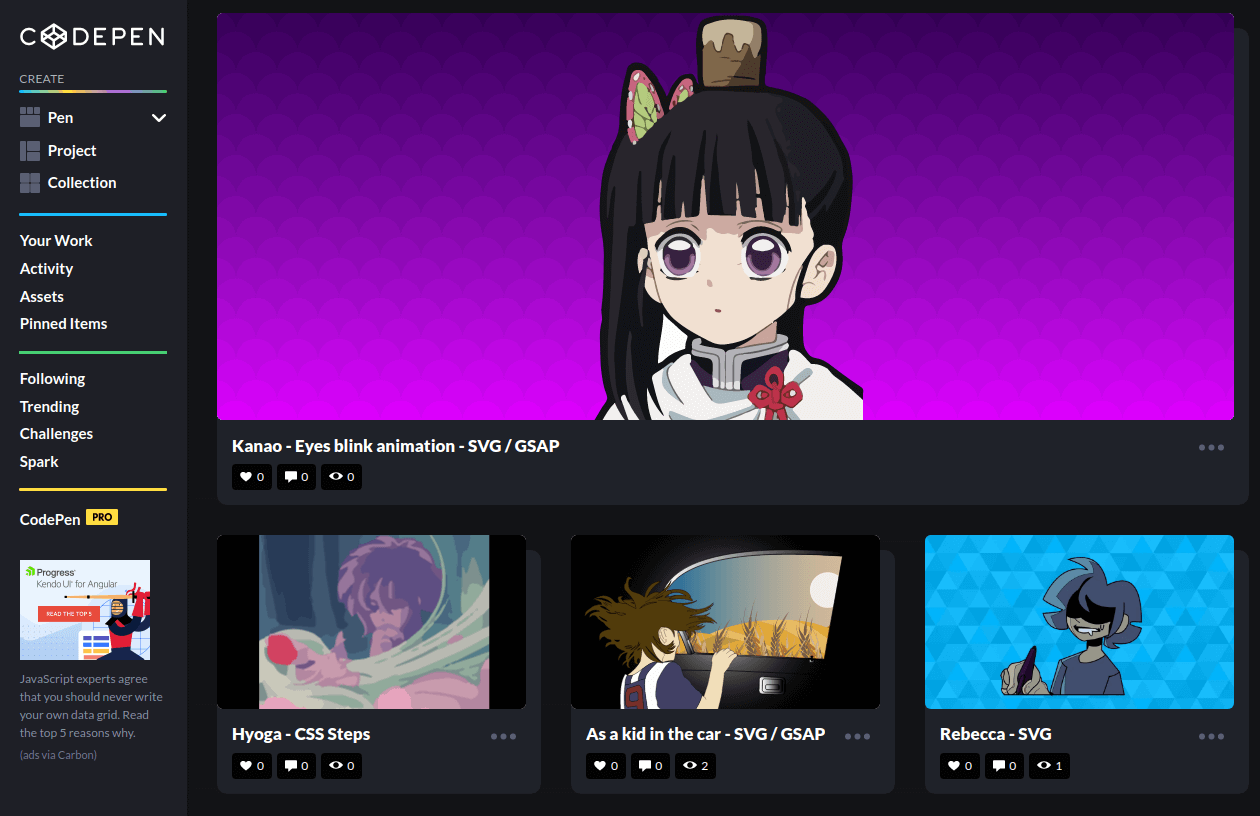 CODEPEN
CREATE
Pen
Project
Collection
Your Work
Activity
Assets
Pinned Items
Following
Trending
Challenges
Spark
CodePen PRO
Progress
Kendo UI for Angular
READ THE TOP 5
JavaScript experts agree
that you should never write
your own data grid. Read
the top 5 reasons why.
(ads via Carbon)
Kanao - Eyes blink animation - SVG / GSAP
0 0 0
Hyoga - CSS Steps
0 0 0
As a kid in the car - SVG / GSAP
0 0 2
Rebecca - SVG
0 0 1